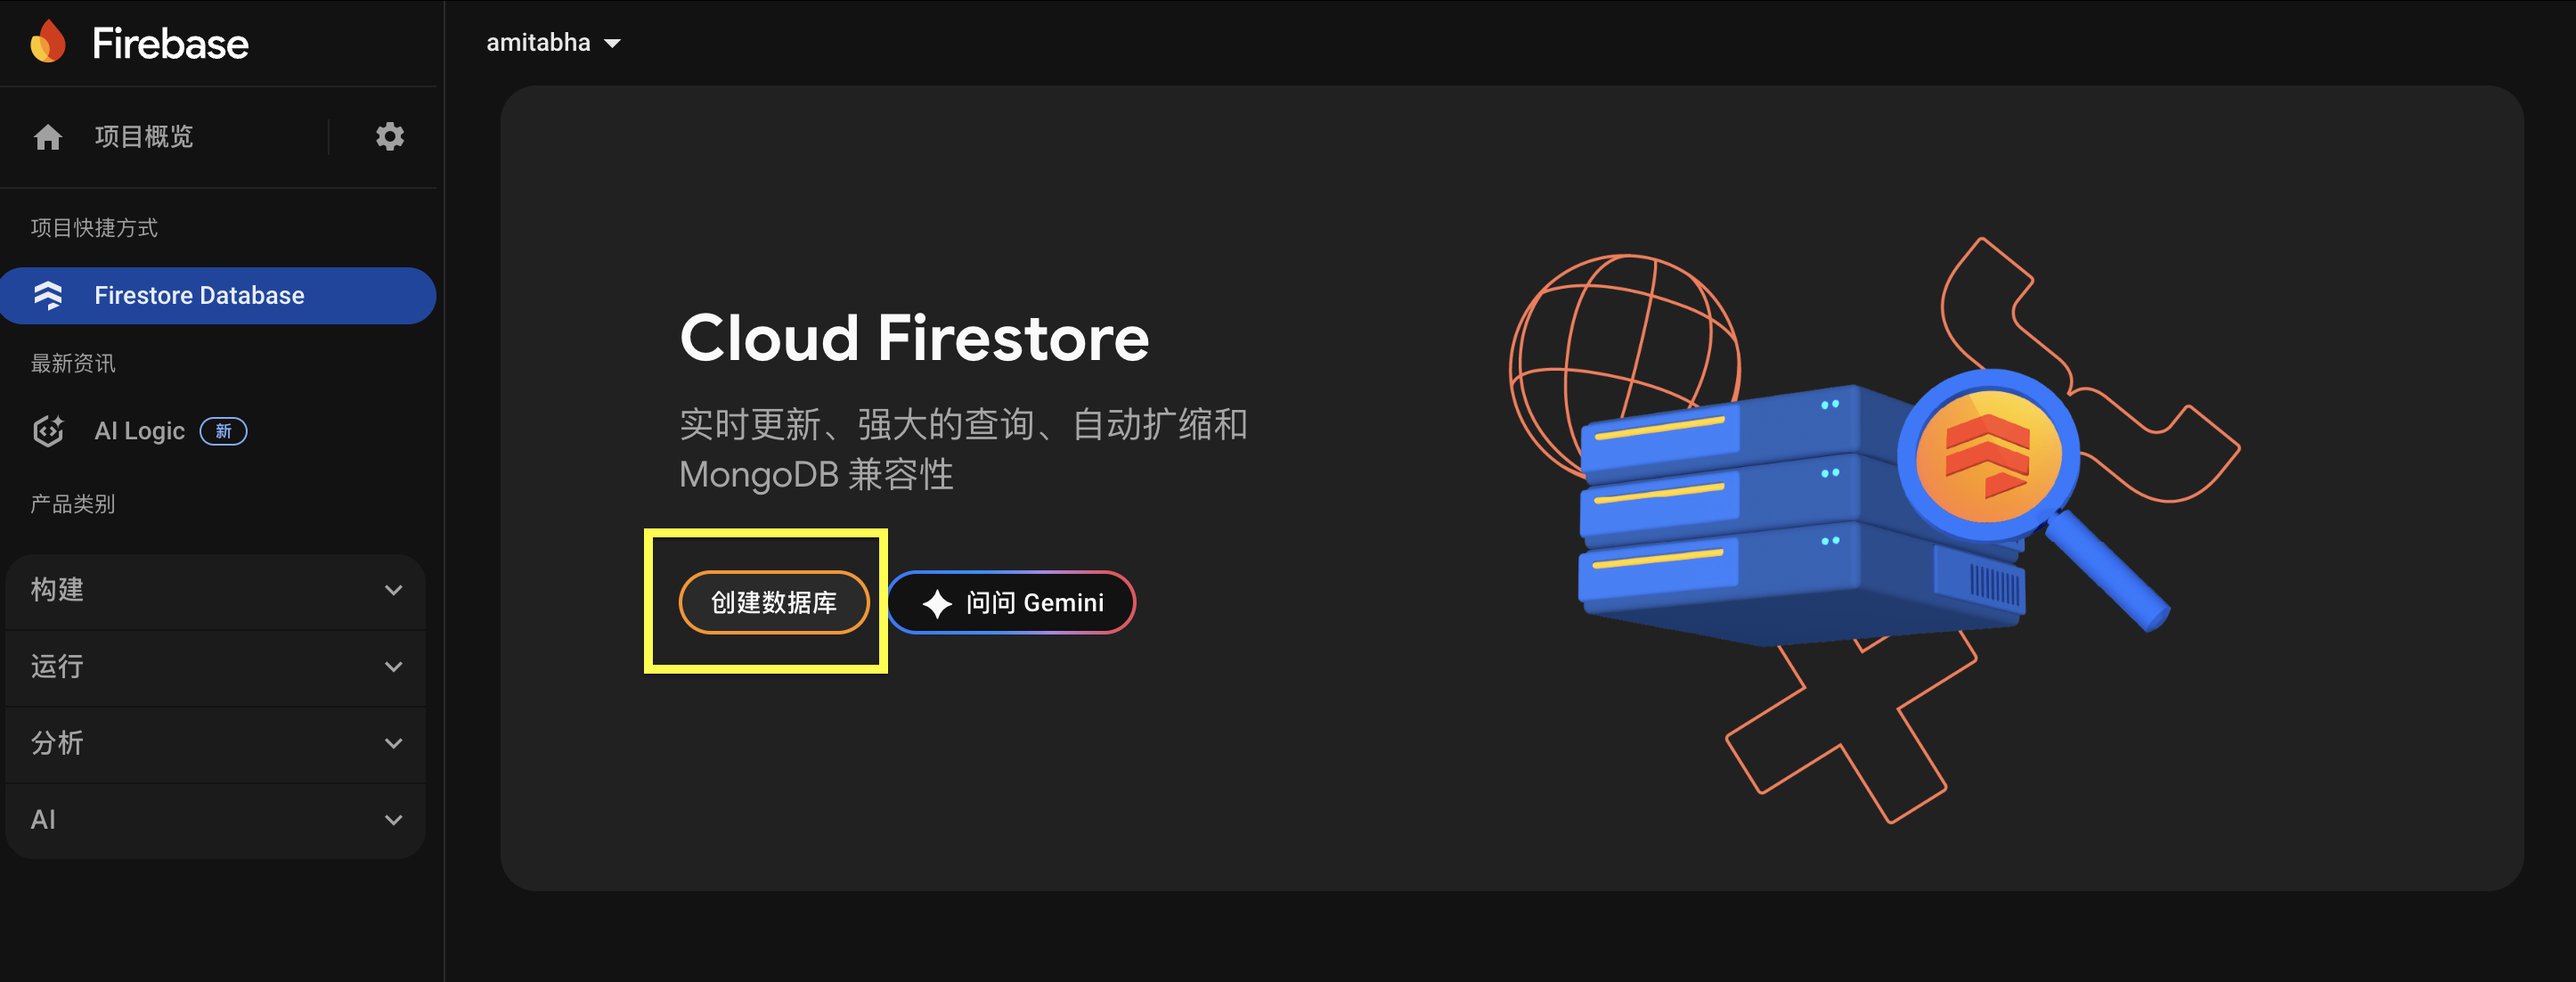 Firebase
项目概览
项目快捷方式
Firestore Database
最新资讯
AI Logic 新
产品类别
构建
运行
分析
AI
amitabha
Cloud Firestore
实时更新、强大的查询、自动扩缩和
MongoDB 兼容性
创建数据库
问问 Gemini